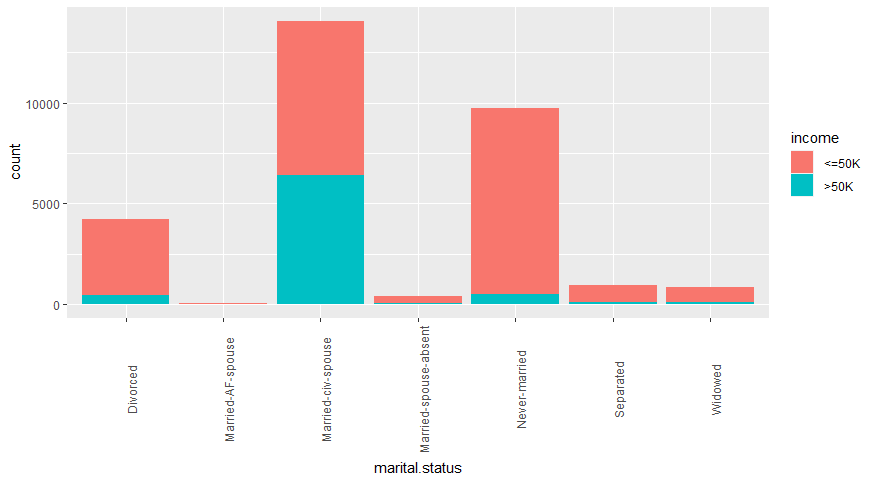 count
10000
5000
0
Divorced
Married-AF-spouse
Married-civ-spouse
Married-spouse-absent
Never-married
Separated
Widowed
marital.status
income
<=50K
>50K